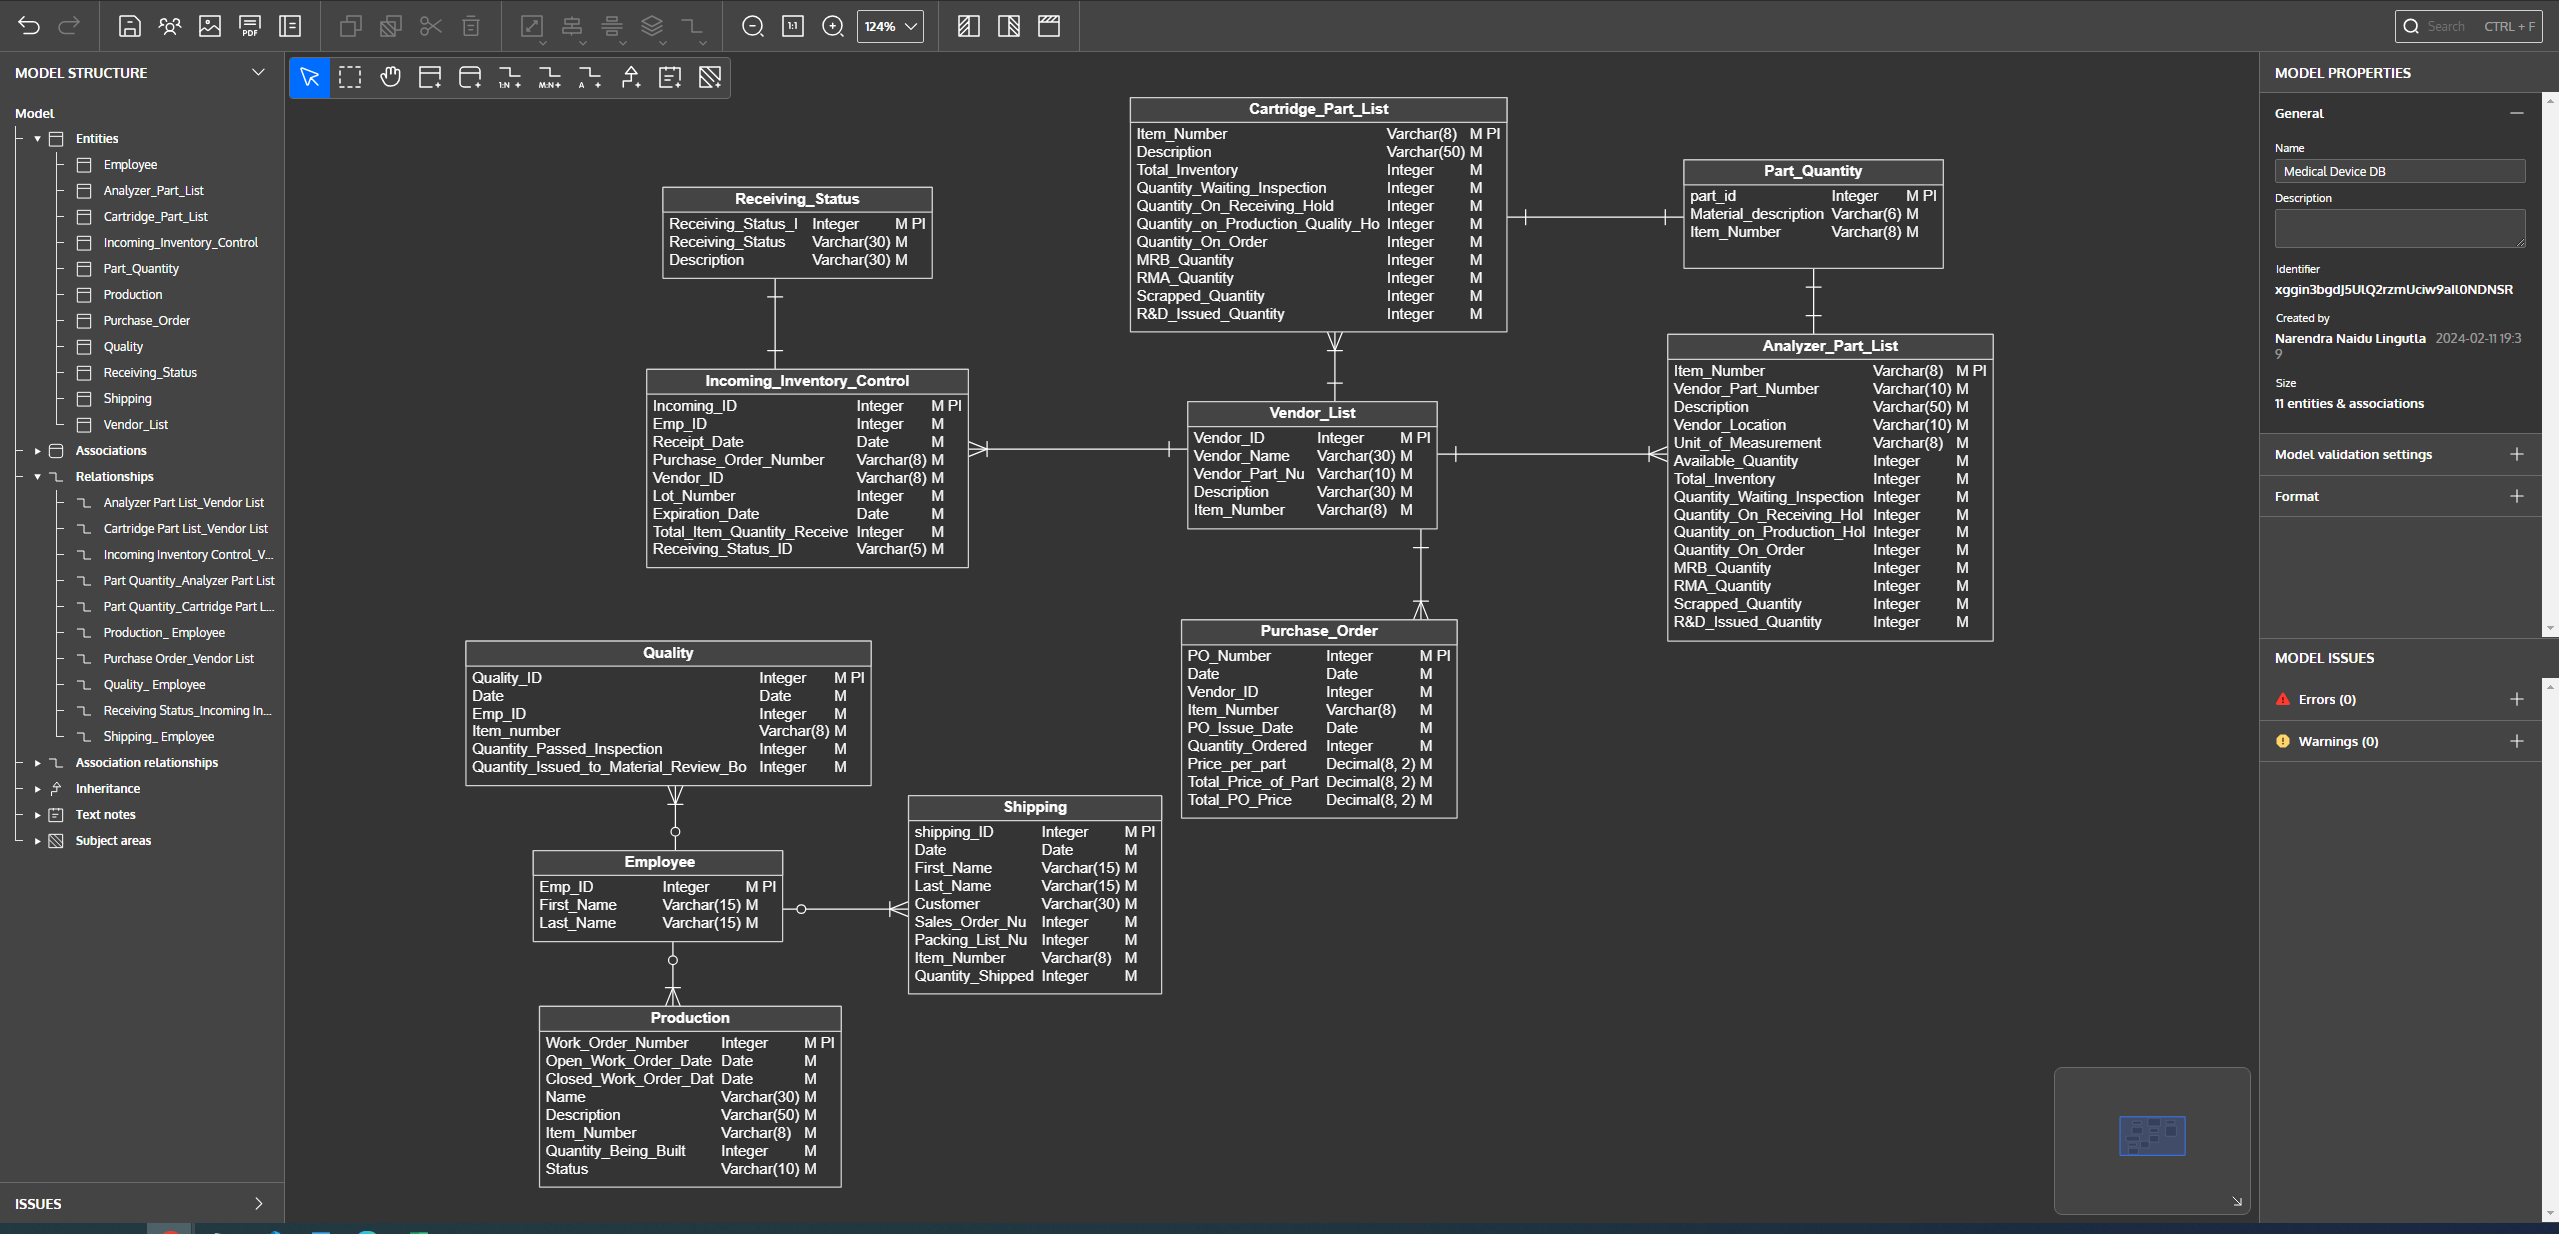 PDF
1:1
124%
Search CTRL + F
MODEL STRUCTURE
Model
Entities
Employee
Analyzer_Part_List
Cartridge_Part_List
Incoming_Inventory_Control
Part_Quantity
Production
Purchase_Order
Quality
Receiving_Status
Shipping
Vendor_List
Associations
Relationships
Analyzer Part List_Vendor List
Cartridge Part List_Vendor List
Incoming Inventory Control_V...
Part Quantity_Analyzer Part List
Part Quantity_Cartridge Part L...
Production_ Employee
Purchase Order_Vendor List
Quality_ Employee
Receiving Status_Incoming In...
Shipping_ Employee
Association relationships
Inheritance
Text notes
Subject areas
ISSUES
1:N
M:N
A
Receiving_Status
Receiving_Status_I Integer M PI
Receiving_Status Varchar(30) M
Description Varchar(30) M
Cartridge_Part_List
Item_Number Varchar(8) M PI
Description Varchar(50) M
Total_Inventory Integer M
Quantity_Waiting_Inspection Integer M
Quantity_On_Receiving_Hold Integer M
Quantity_on_Production_Quality_Ho Integer M
Quantity_On_Order Integer M
MRB_Quantity Integer M
RMA_Quantity Integer M
Scrapped_Quantity Integer M
R&D_Issued_Quantity Integer M
Part_Quantity
part_id Integer M PI
Material_description Varchar(6) M
Item_Number Varchar(8) M
Incoming_Inventory_Control
Incoming_ID Integer M PI
Emp_ID Integer M
Receipt_Date Date M
Purchase_Order_Number Varchar(8) M
Vendor_ID Varchar(8) M
Lot_Number Integer M
Expiration_Date Date M
Total_Item_Quantity_Receive Integer M
Receiving_Status_ID Varchar(5) M
Vendor_List
Vendor_ID Integer M PI
Vendor_Name Varchar(30) M
Vendor_Part_Nu Varchar(10) M
Description Varchar(30) M
Item_Number Varchar(8) M
Analyzer_Part_List
Item_Number Varchar(8) M PI
Vendor_Part_Number Varchar(10) M
Description Varchar(50) M
Vendor_Location Varchar(10) M
Unit_of_Measurement Varchar(8) M
Available_Quantity Integer M
Total_Inventory Integer M
Quantity_Waiting_Inspection Integer M
Quantity_On_Receiving_Hol Integer M
Quantity_on_Production_Hol Integer M
Quantity_On_Order Integer M
MRB_Quantity Integer M
RMA_Quantity Integer M
Scrapped_Quantity Integer M
R&D_Issued_Quantity Integer M
Quality
Quality_ID Integer M PI
Date Date M
Emp_ID Integer M
Item_number Varchar(8) M
Quantity_Passed_Inspection Integer M
Quantity_Issued_to_Material_Review_Bo Integer M
Purchase_Order
PO_Number Integer M PI
Date Date M
Vendor_ID Integer M
Item_Number Varchar(8) M
PO_Issue_Date Date M
Quantity_Ordered Integer M
Price_per_part Decimal(8, 2) M
Total_Price_of_Part Decimal(8, 2) M
Total_PO_Price Decimal(8, 2) M
Shipping
shipping_ID Integer M PI
Date Date M
First_Name Varchar(15) M
Last_Name Varchar(15) M
Customer Varchar(30) M
Sales_Order_Nu Integer M
Packing_List_Nu Integer M
Item_Number Varchar(8) M
Quantity_Shipped Integer M
Employee
Emp_ID Integer M PI
First_Name Varchar(15) M
Last_Name Varchar(15) M
Production
Work_Order_Number Integer M PI
Open_Work_Order_Date Date M
Closed_Work_Order_Dat Date M
Name Varchar(30) M
Description Varchar(50) M
Item_Number Varchar(8) M
Quantity_Being_Built Integer M
Status Varchar(10) M
MODEL PROPERTIES
General
Name
Medical Device DB
Description
Identifier
Created by
Narendra Naidu Lingutla 2024-02-11 19:3
9
Size
11 entities & associations
Model validation settings
Format
MODEL ISSUES
Errors (0)
Warnings (0)